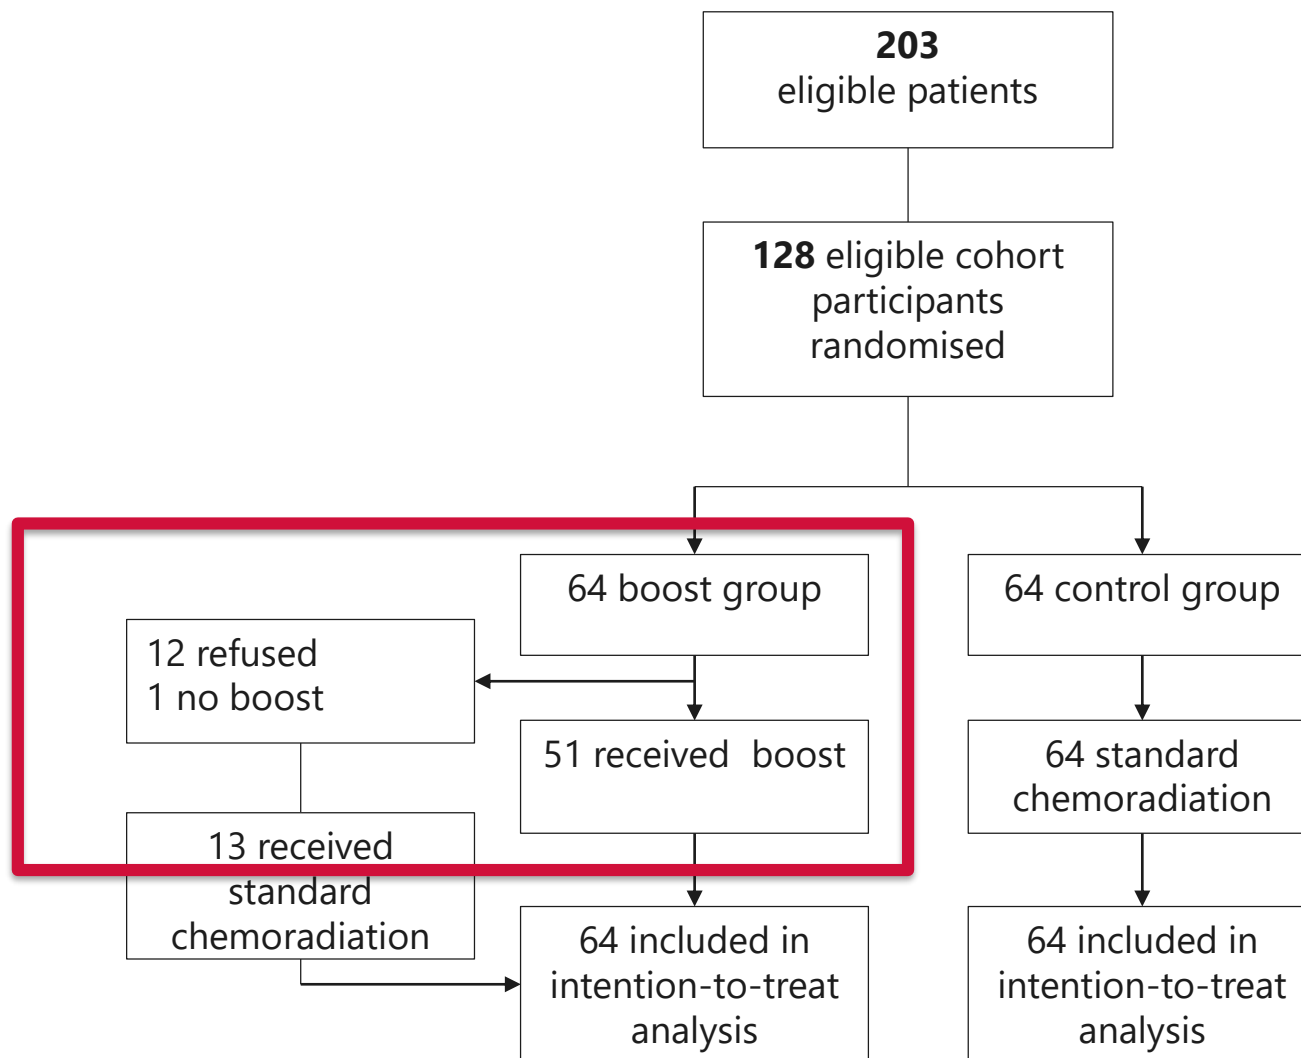 203
eligible patients
128 eligible cohort
participants
randomised
64 boost group
64 control group
12 refused
1 no boost
51 received  boost
64 standard
chemoradiation
13 received
standard
chemoradiation
64 included in
intention-to-treat
analysis
64 included in
intention-to-treat
analysis